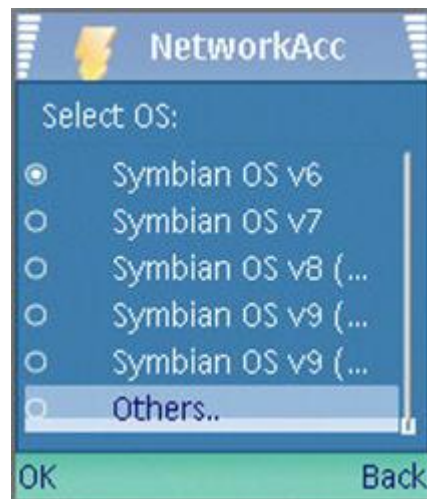 NetworkAcc
Select OS:
Symbian OS v6
Symbian OS v7
Symbian OS v8 (...
Symbian OS v9 (...
Symbian OS v9 (...
Others..
OK Back